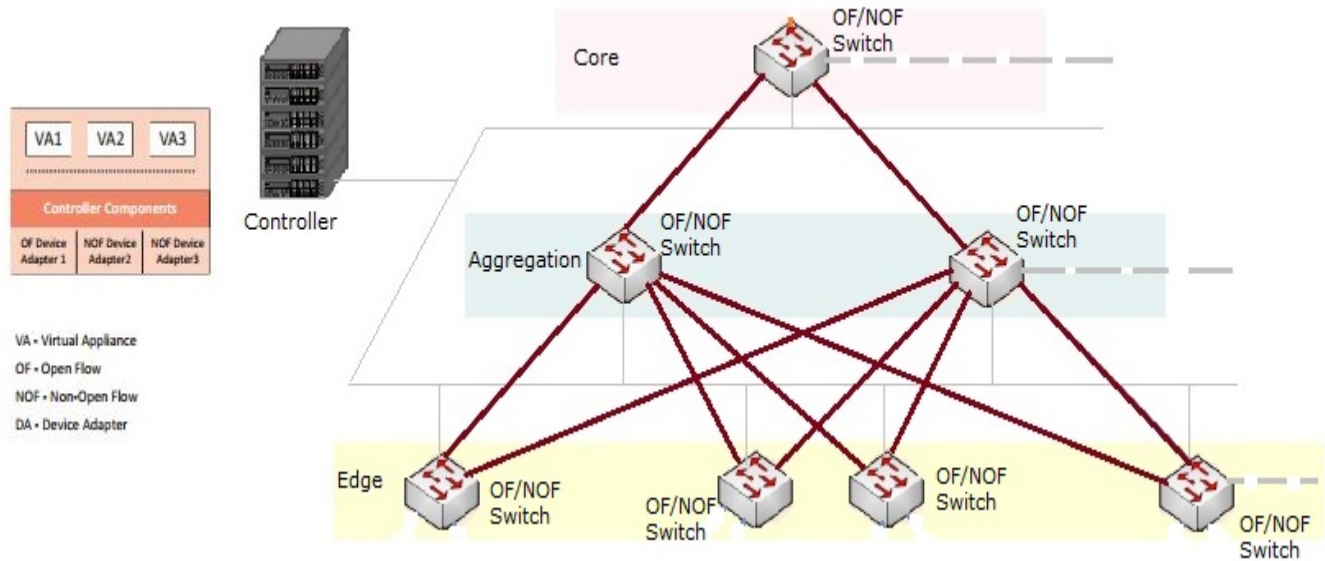 OF/NOF
Switch
Core
VA1 VA2 VA3
Controller Components
OF Device
Adapter 1
NOF Device
Adapter2
NOF Device
Adapter3
Controller
OF/NOF
Switch
OF/NOF
Switch
Aggregation
VA - Virtual Appliance
OF - Open Flow
NOF - Non-Open Flow
DA - Device Adapter
Edge
OF/NOF
Switch
OF/NOF
Switch
OF/NOF
Switch
OF/NOF
Switch